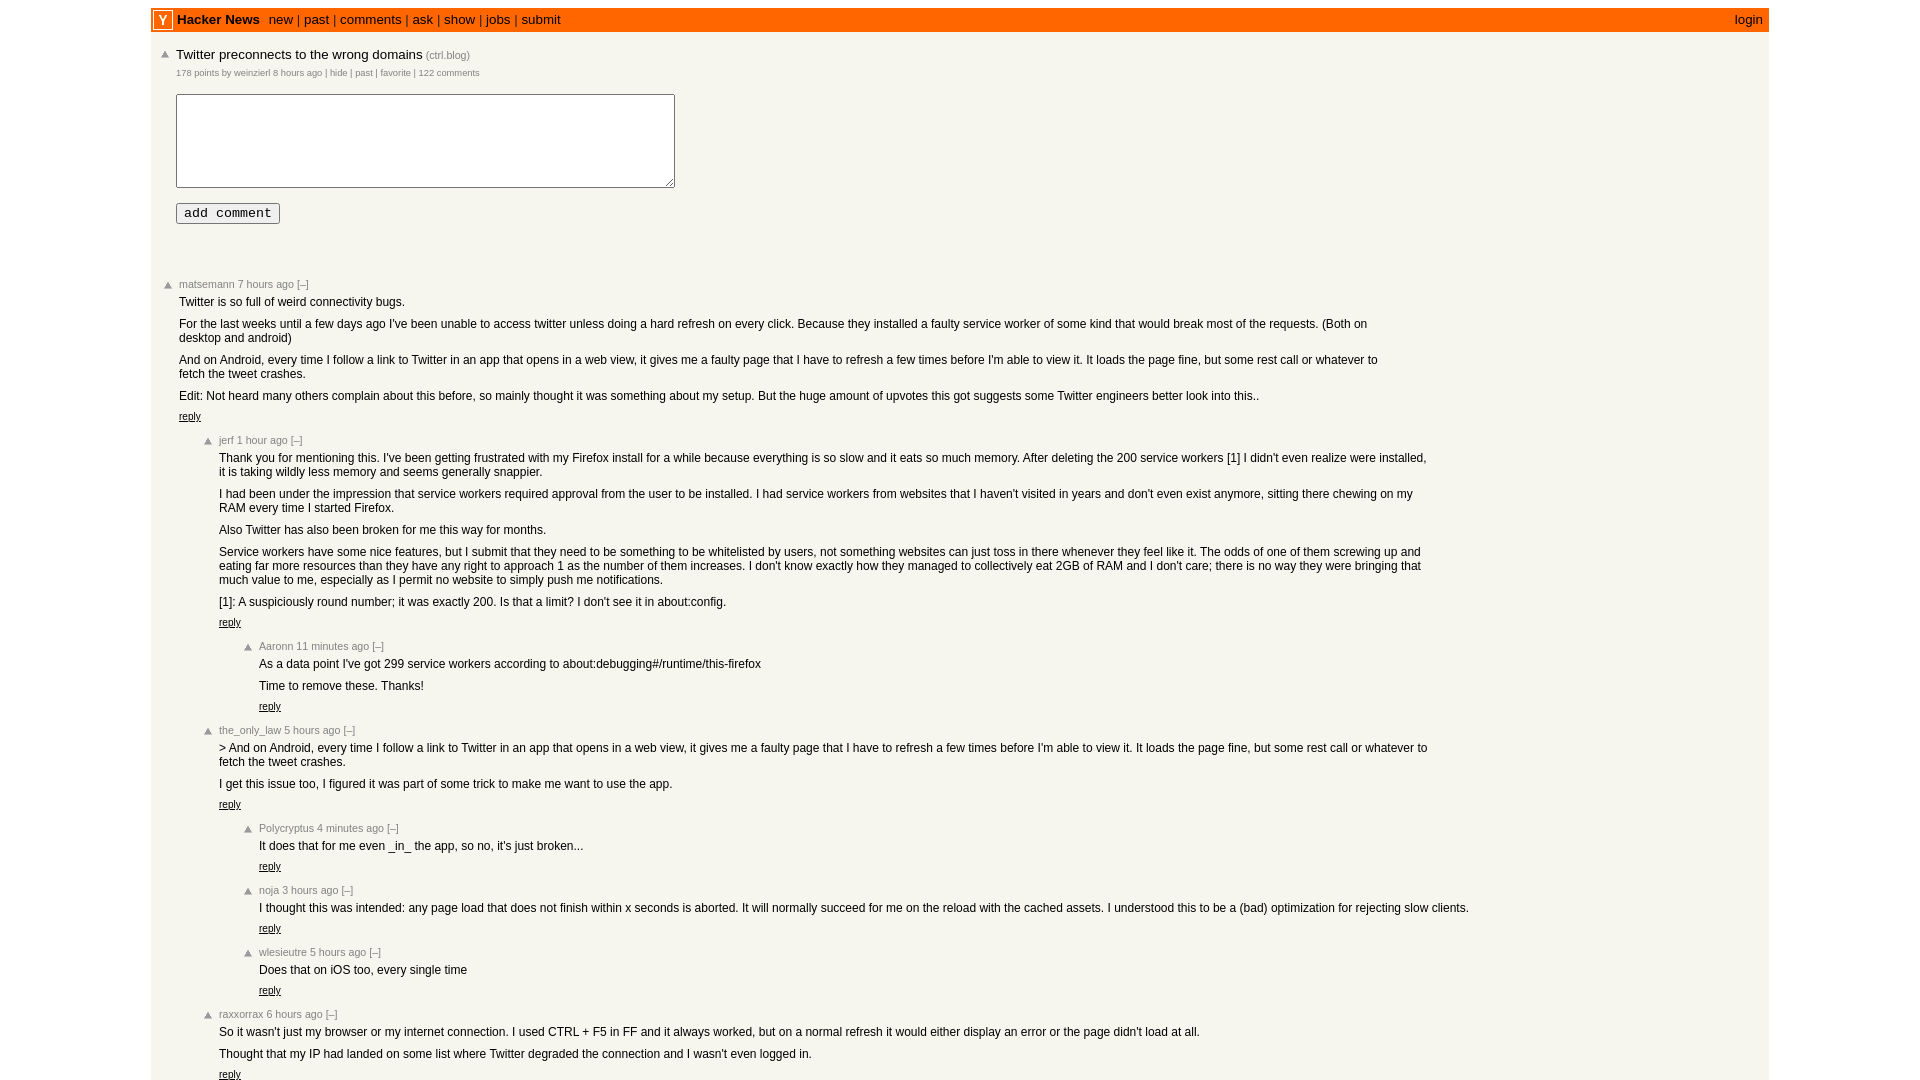 Y Hacker News new | past | comments | ask | show | jobs | submit login
Twitter preconnects to the wrong domains (ctrl.blog)
178 points by weinzierl 8 hours ago | hide | past | favorite | 122 comments
add comment
matsemann 7 hours ago [–]
Twitter is so full of weird connectivity bugs.
For the last weeks until a few days ago I've been unable to access twitter unless doing a hard refresh on every click. Because they installed a faulty service worker of some kind that would break most of the requests. (Both on
desktop and android)
And on Android, every time I follow a link to Twitter in an app that opens in a web view, it gives me a faulty page that I have to refresh a few times before I'm able to view it. It loads the page fine, but some rest call or whatever to
fetch the tweet crashes.
Edit: Not heard many others complain about this before, so mainly thought it was something about my setup. But the huge amount of upvotes this got suggests some Twitter engineers better look into this..
reply
jerf 1 hour ago [–]
Thank you for mentioning this. I've been getting frustrated with my Firefox install for a while because everything is so slow and it eats so much memory. After deleting the 200 service workers [1] I didn't even realize were installed,
it is taking wildly less memory and seems generally snappier.
I had been under the impression that service workers required approval from the user to be installed. I had service workers from websites that I haven't visited in years and don't even exist anymore, sitting there chewing on my
RAM every time I started Firefox.
Also Twitter has also been broken for me this way for months.
Service workers have some nice features, but I submit that they need to be something to be whitelisted by users, not something websites can just toss in there whenever they feel like it. The odds of one of them screwing up and
eating far more resources than they have any right to approach 1 as the number of them increases. I don't know exactly how they managed to collectively eat 2GB of RAM and I don't care; there is no way they were bringing that
much value to me, especially as I permit no website to simply push me notifications.
[1]: A suspiciously round number; it was exactly 200. Is that a limit? I don't see it in about:config.
reply
Aaronn 11 minutes ago [–]
As a data point I've got 299 service workers according to about:debugging#/runtime/this-firefox
Time to remove these. Thanks!
reply
the_only_law 5 hours ago [–]
> And on Android, every time I follow a link to Twitter in an app that opens in a web view, it gives me a faulty page that I have to refresh a few times before I'm able to view it. It loads the page fine, but some rest call or whatever to
fetch the tweet crashes.
I get this issue too, I figured it was part of some trick to make me want to use the app.
reply
Polycryptus 4 minutes ago [–]
It does that for me even _in_ the app, so no, it's just broken...
reply
noja 3 hours ago [–]
I thought this was intended: any page load that does not finish within x seconds is aborted. It will normally succeed for me on the reload with the cached assets. I understood this to be a (bad) optimization for rejecting slow clients.
reply
wlesieutre 5 hours ago [–]
Does that on iOS too, every single time
reply
raxxorrax 6 hours ago [–]
So it wasn't just my browser or my internet connection. I used CTRL + F5 in FF and it always worked, but on a normal refresh it would either display an error or the page didn't load at all.
Thought that my IP had landed on some list where Twitter degraded the connection and I wasn't even logged in.
reply